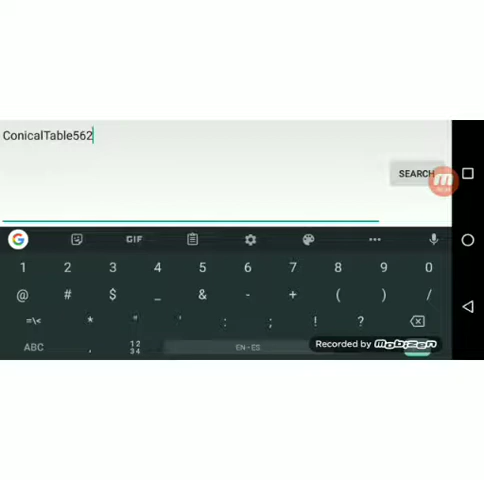 ConicalTable562
SEARCH
GIF
1 2 3 4 5 6 7 8 9 0
@ # $ _ & - + ( ) /
=\< * " ' : ; ! ?
ABC , 12 34 EN • ES
Recorded by mobizen